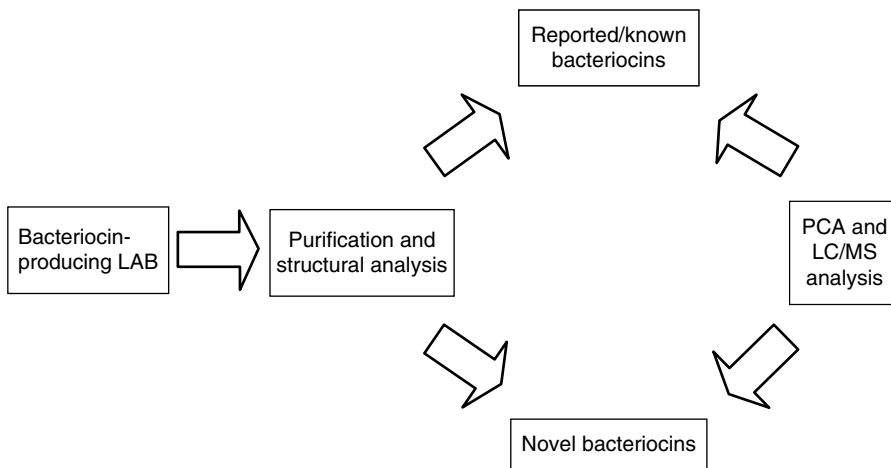 Reported/known
bacteriocins
Bacteriocin-
producing LAB
Purification and
structural analysis
PCA and
LC/MS
analysis
Novel bacteriocins